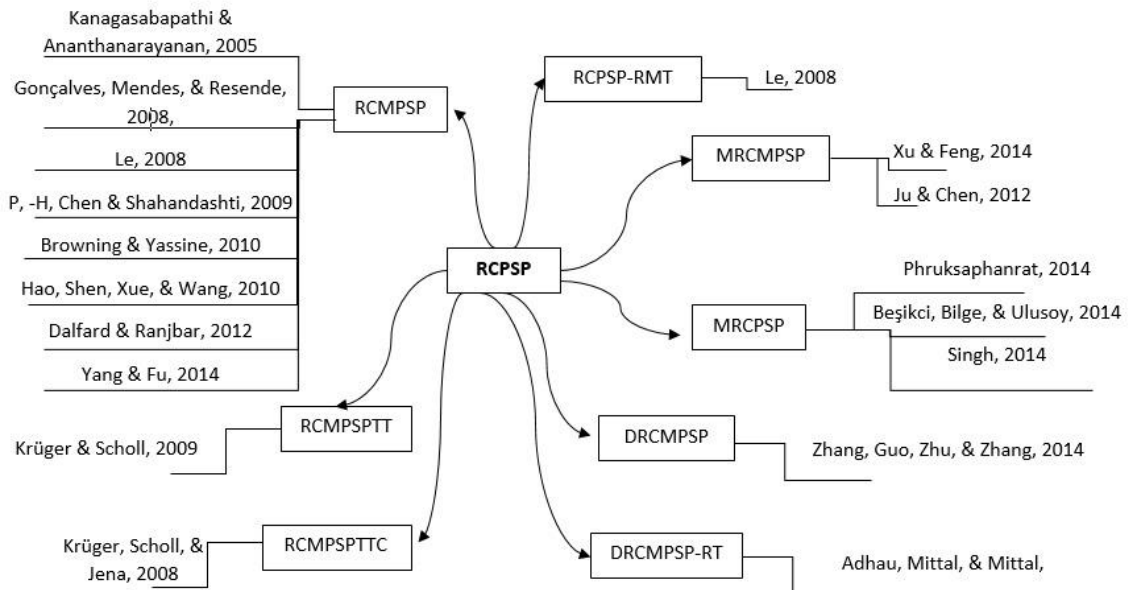 Kanagasabapathi &
Ananthanarayanan, 2005
Gonçalves, Mendes, & Resende,
2008,
Le, 2008
P, -H, Chen & Shahandashti, 2009
Browning & Yassine, 2010
Hao, Shen, Xue, & Wang, 2010
Dalfard & Ranjbar, 2012
Yang & Fu, 2014
RCMPSP
RCPSP-RMT
Le, 2008
MRCMPSP
Xu & Feng, 2014
Ju & Chen, 2012
RCPSP
MRCPSP
Phruksaphanrat, 2014
Beşikci, Bilge, & Ulusoy, 2014
Singh, 2014
RCMPSPTT
Krüger & Scholl, 2009
DRCMPSP
Zhang, Guo, Zhu, & Zhang, 2014
RCMPSPTTC
Krüger, Scholl, &
Jena, 2008
DRCMPSP-RT
Adhau, Mittal, & Mittal,